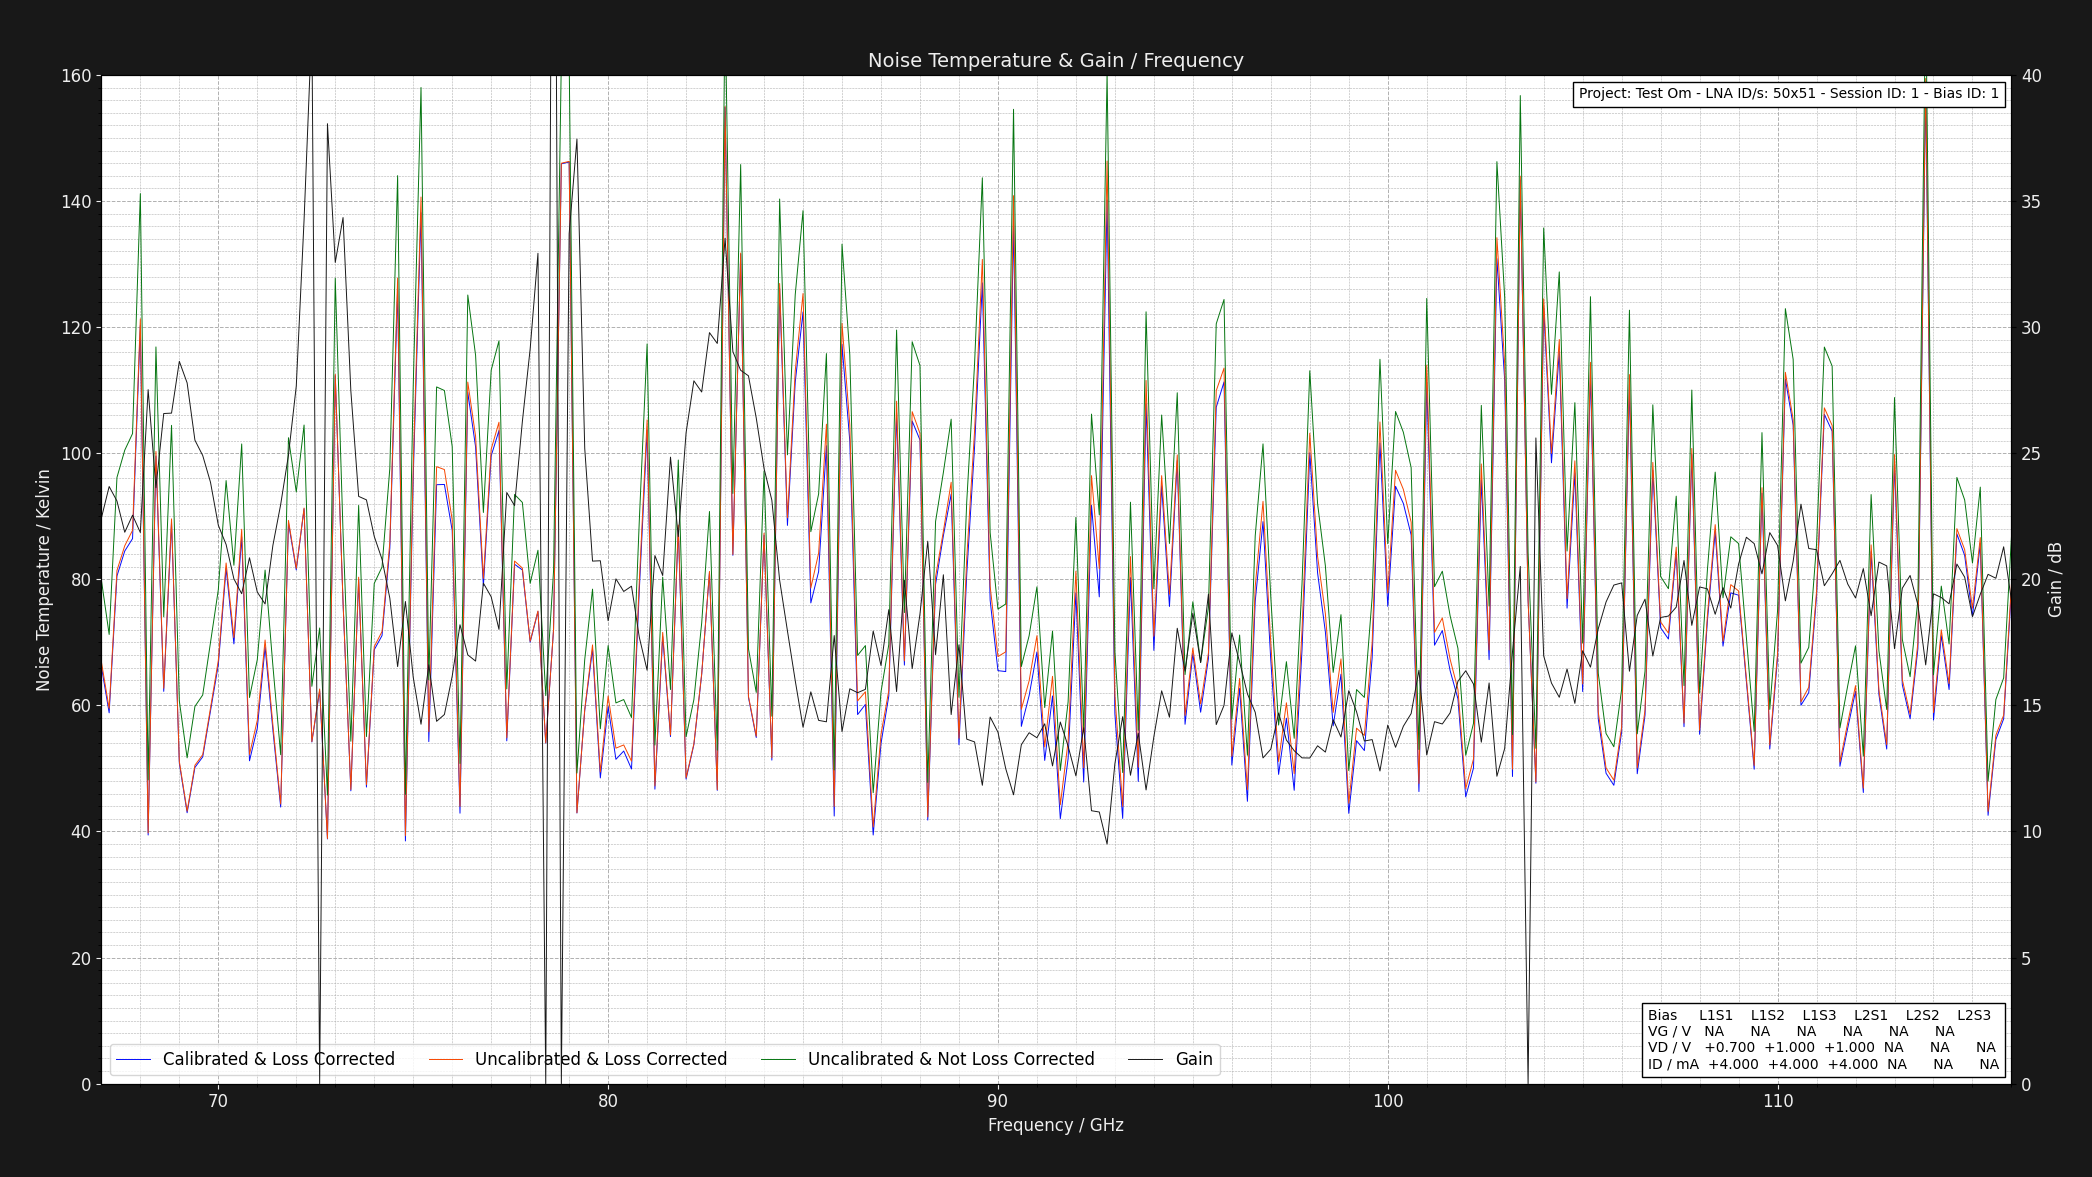 Noise Temperature & Gain / Frequency
Project: Test Om - LNA ID/s: 50x51 - Session ID: 1 - Bias ID: 1
160
140
120
100
80
60
40
20
0
Noise Temperature / Kelvin
40
35
30
25
20
15
10
5
0
Gain / dB
Bias L1S1 L1S2 L1S3 L2S1 L2S2 L2S3
VG / V NA NA NA NA NA NA
VD / V +0.700 +1.000 +1.000 NA NA NA
ID / mA +4.000 +4.000 +4.000 NA NA NA
Calibrated & Loss Corrected Uncalibrated & Loss Corrected Uncalibrated & Not Loss Corrected Gain
70 80 90 100 110
Frequency / GHz